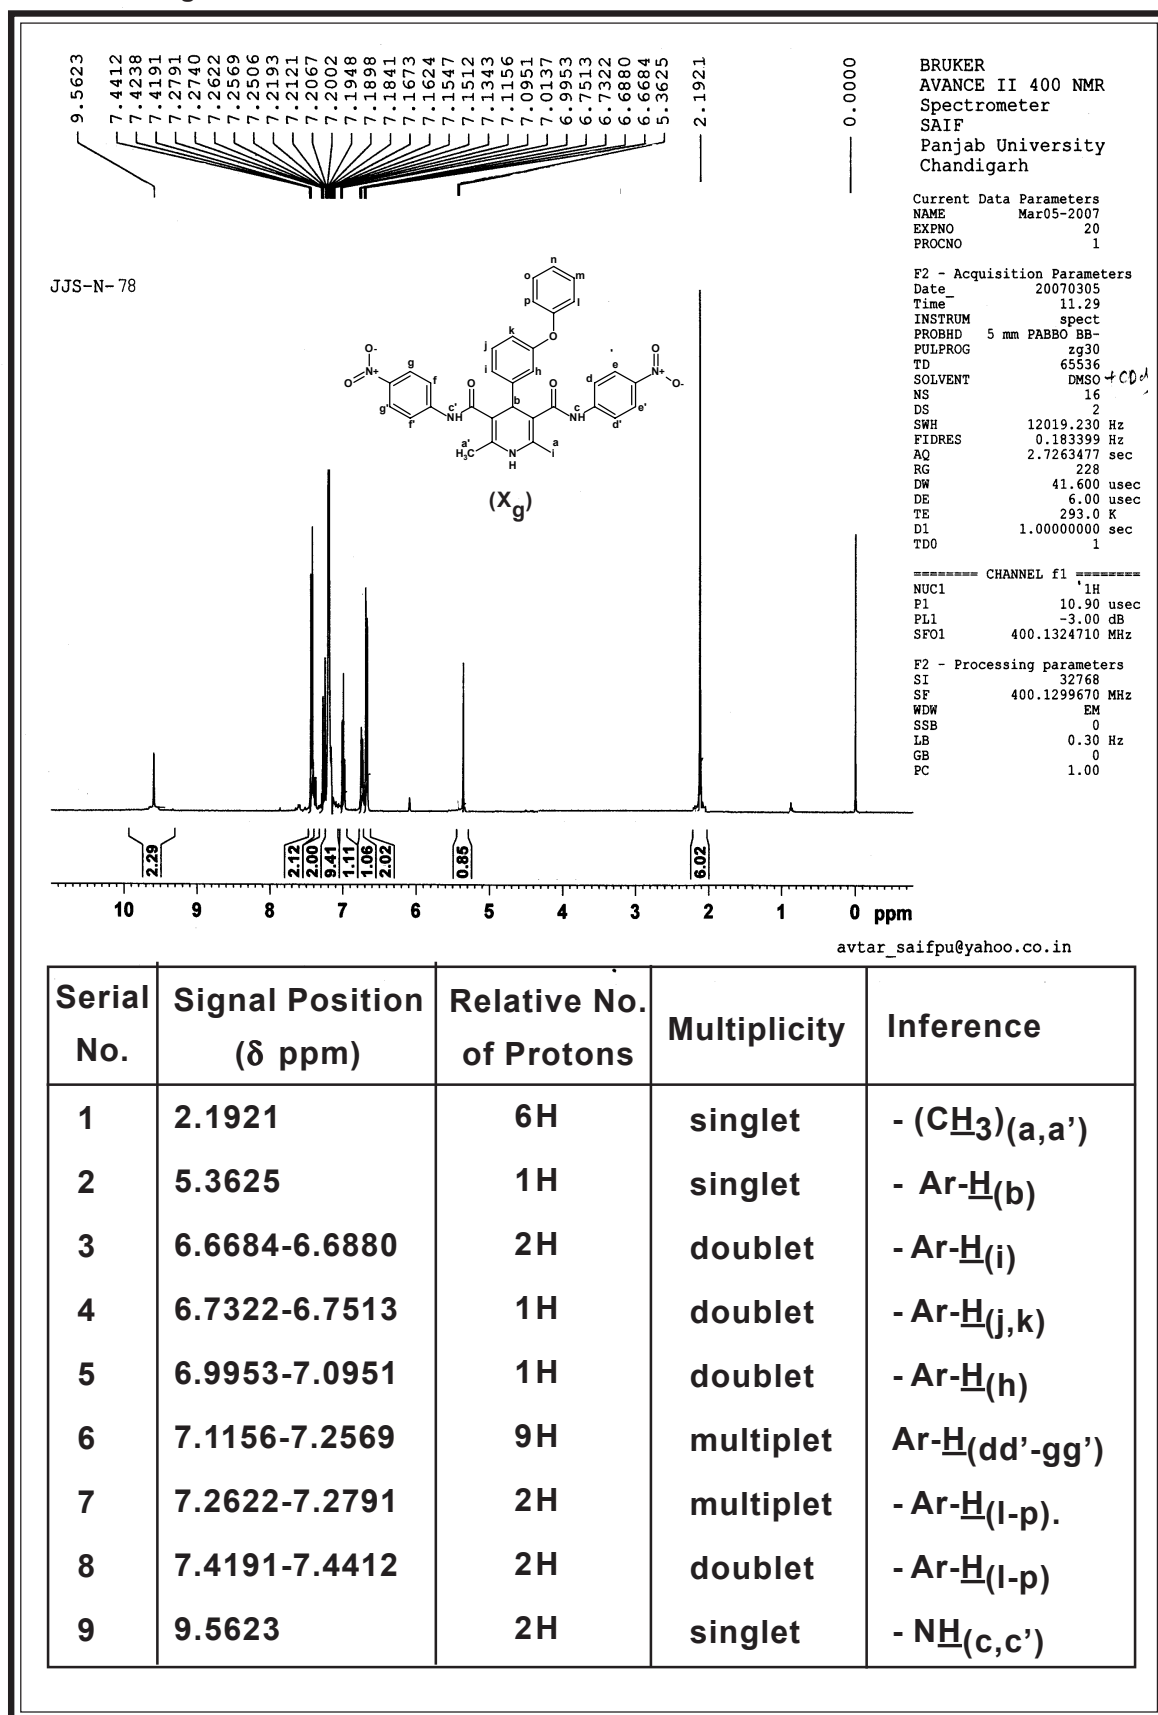 9.5623
7.4412
7.4238
7.4191
7.2791
7.2740
7.2622
7.2569
7.2506
7.2193
7.2121
7.2067
7.2002
7.1948
7.1898
7.1841
7.1673
7.1624
7.1547
7.1512
7.1343
7.1156
7.0951
7.0137
6.9953
6.7513
6.7322
6.6880
6.6684
5.3625
2.1921
0.0000
BRUKER
AVANCE II 400 NMR
Spectrometer
SAIF
Panjab University
Chandigarh
Current Data Parameters
NAME Mar05-2007
EXPNO 20
PROCNO 1
F2 - Acquisition Parameters
Date_ 20070305
Time 11.29
INSTRUM spect
PROBHD 5 mm PABBO BB-
PULPROG zg30
TD 65536
SOLVENT DMSO
NS 16
DS 2
SWH 12019.230 Hz
FIDRES 0.183399 Hz
AQ 2.7263477 sec
RG 228
DW 41.600 usec
DE 6.00 usec
TE 293.0 K
D1 1.00000000 sec
TD0 1
======== CHANNEL f1 ========
NUC1 1H
P1 10.90 usec
PL1 -3.00 dB
SFO1 400.1324710 MHz
F2 - Processing parameters
SI 32768
SF 400.1299670 MHz
WDW EM
SSB 0
LB 0.30 Hz
GB 0
PC 1.00
JJS-N-78
n
o m
p l
O
k
j
i h
b
O- N+ O
g f
g' f'
c' NH
O
O
c NH
d e
d' e'
O N+ O-
a' H3C
N H
a i
(Xg)
2.29
2.12
2.00
9.41
1.11
1.06
2.02
0.85
6.02
10 9 8 7 6 5 4 3 2 1 0 ppm
avtar_saifpu@yahoo.co.in
Serial No. Signal Position (δ ppm) Relative No. of Protons Multiplicity Inference
1 2.1921 6H singlet - (CH3)(a,a’)
2 5.3625 1H singlet - Ar-H(b)
3 6.6684-6.6880 2H doublet - Ar-H(i)
4 6.7322-6.7513 1H doublet - Ar-H(j,k)
5 6.9953-7.0951 1H doublet - Ar-H(h)
6 7.1156-7.2569 9H multiplet Ar-H(dd’-gg’)
7 7.2622-7.2791 2H multiplet - Ar-H(l-p).
8 7.4191-7.4412 2H doublet - Ar-H(l-p)
9 9.5623 2H singlet - NH(c,c’)